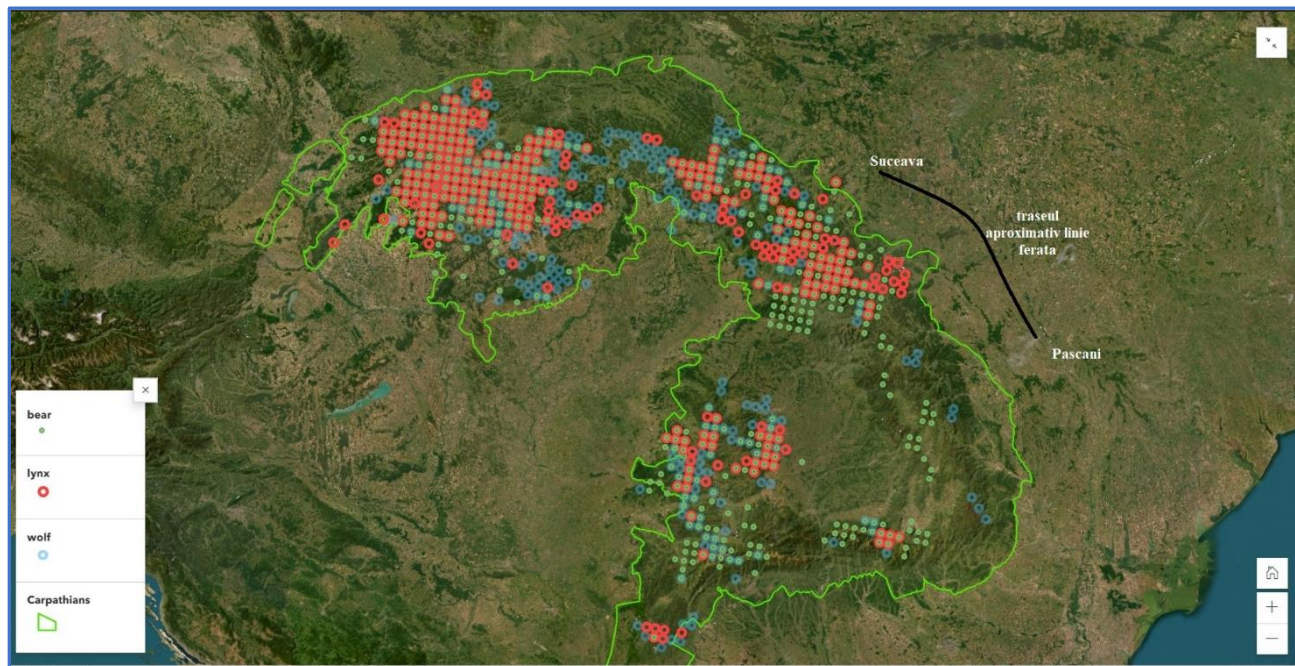 Suceava
traseul
aproximativ linie
ferata
Pascani
×
bear
lynx
wolf
Carpathians
+
−